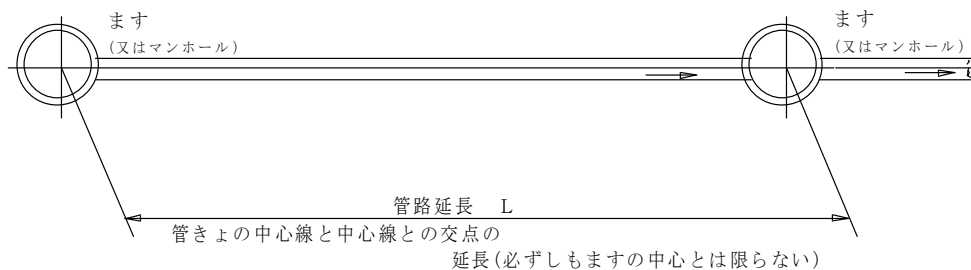 ます
(又はマンホール)
ます
(又はマンホール)
管路延長　L
管きょの中心線と中心線との交点の
延長(必ずしもますの中心とは限らない)